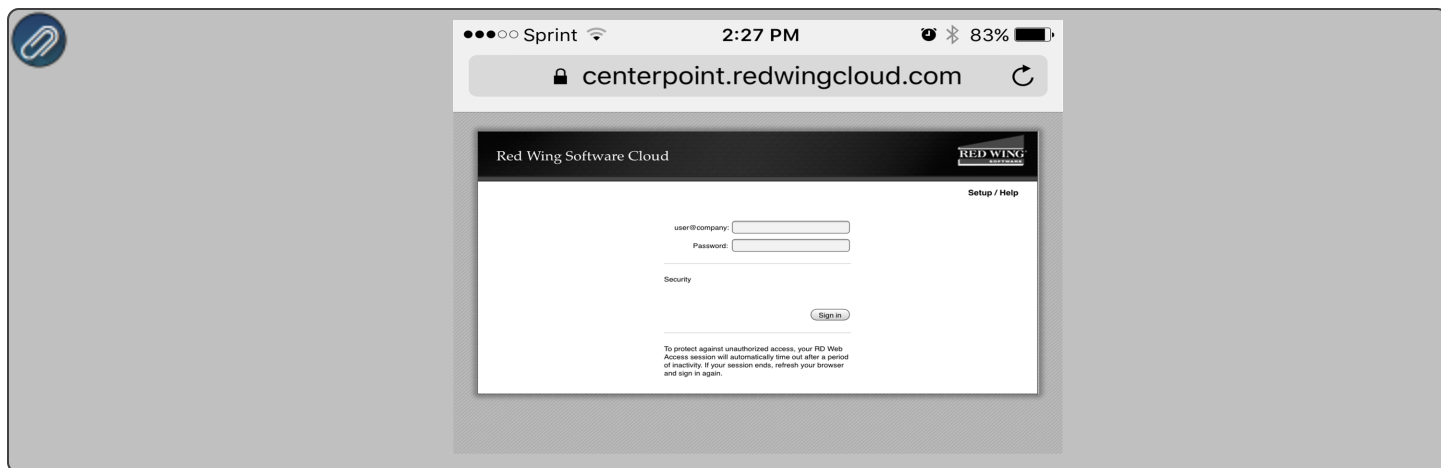 Sprint 2:27 PM 83%
centerpoint.redwingcloud.com
Red Wing Software Cloud
RED WING
SOFTWARE
Setup / Help
user@company:
Password:
Security
Sign in
To protect against unauthorized access, your RD Web
Access session will automatically time out after a period
of inactivity. If your session ends, refresh your browser
and sign in again.